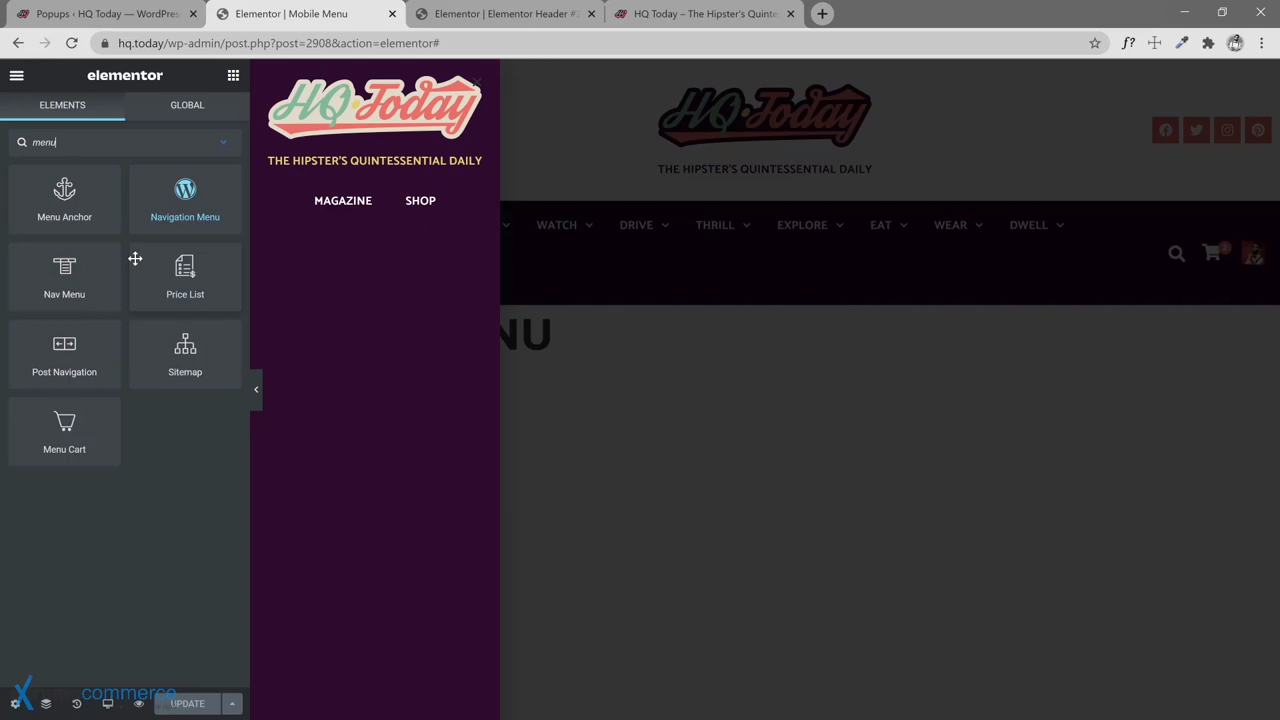 Popups ‹ HQ Today — WordPres
Elementor | Mobile Menu
Elementor | Elementor Header #2
HQ Today – The Hipster's Quintes
hq.today/wp-admin/post.php?post=2908&action=elementor#
elementor
ELEMENTS
GLOBAL
menu
Menu Anchor
Navigation Menu
Nav Menu
Price List
Post Navigation
Sitemap
Menu Cart
UPDATE
commerce
HQ Today
THE HIPSTER'S QUINTESSENTIAL DAILY
MAGAZINE
SHOP
HQ Today
THE HIPSTER'S QUINTESSENTIAL DAILY
WATCH
DRIVE
THRILL
EXPLORE
EAT
WEAR
DWELL
2
NU